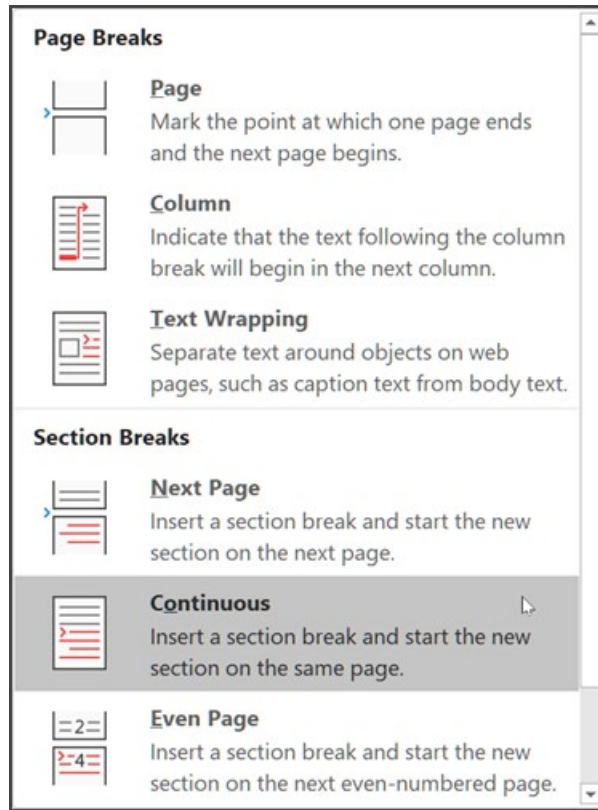 Page Breaks
Page
Mark the point at which one page ends
and the next page begins.
Column
Indicate that the text following the column
break will begin in the next column.
Text Wrapping
Separate text around objects on web
pages, such as caption text from body text.
Section Breaks
Next Page
Insert a section break and start the new
section on the next page.
Continuous
Insert a section break and start the new
section on the same page.
=2=
Even Page
=4=
Insert a section break and start the new
section on the next even-numbered page.